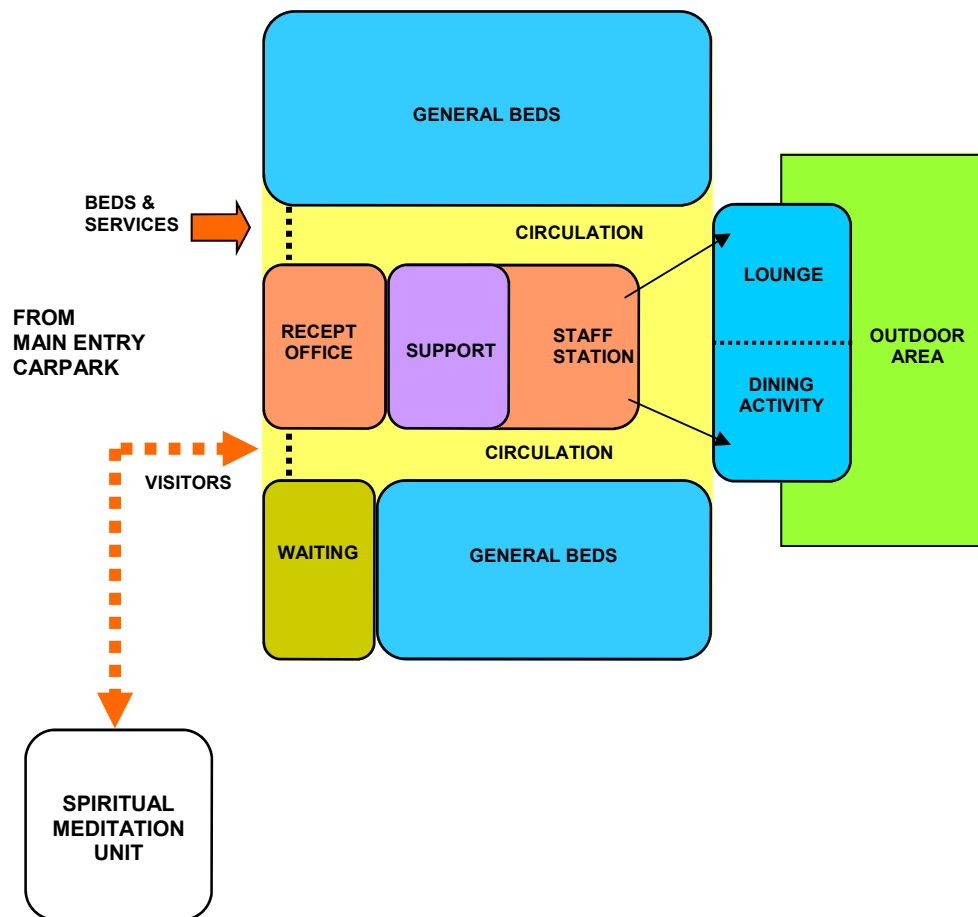 GENERAL BEDS
BEDS &
SERVICES
CIRCULATION
FROM
MAIN ENTRY
CARPARK
RECEPT
OFFICE
SUPPORT
STAFF
STATION
LOUNGE
DINING
ACTIVITY
OUTDOOR
AREA
CIRCULATION
VISITORS
WAITING
GENERAL BEDS
SPIRITUAL
MEDITATION
UNIT